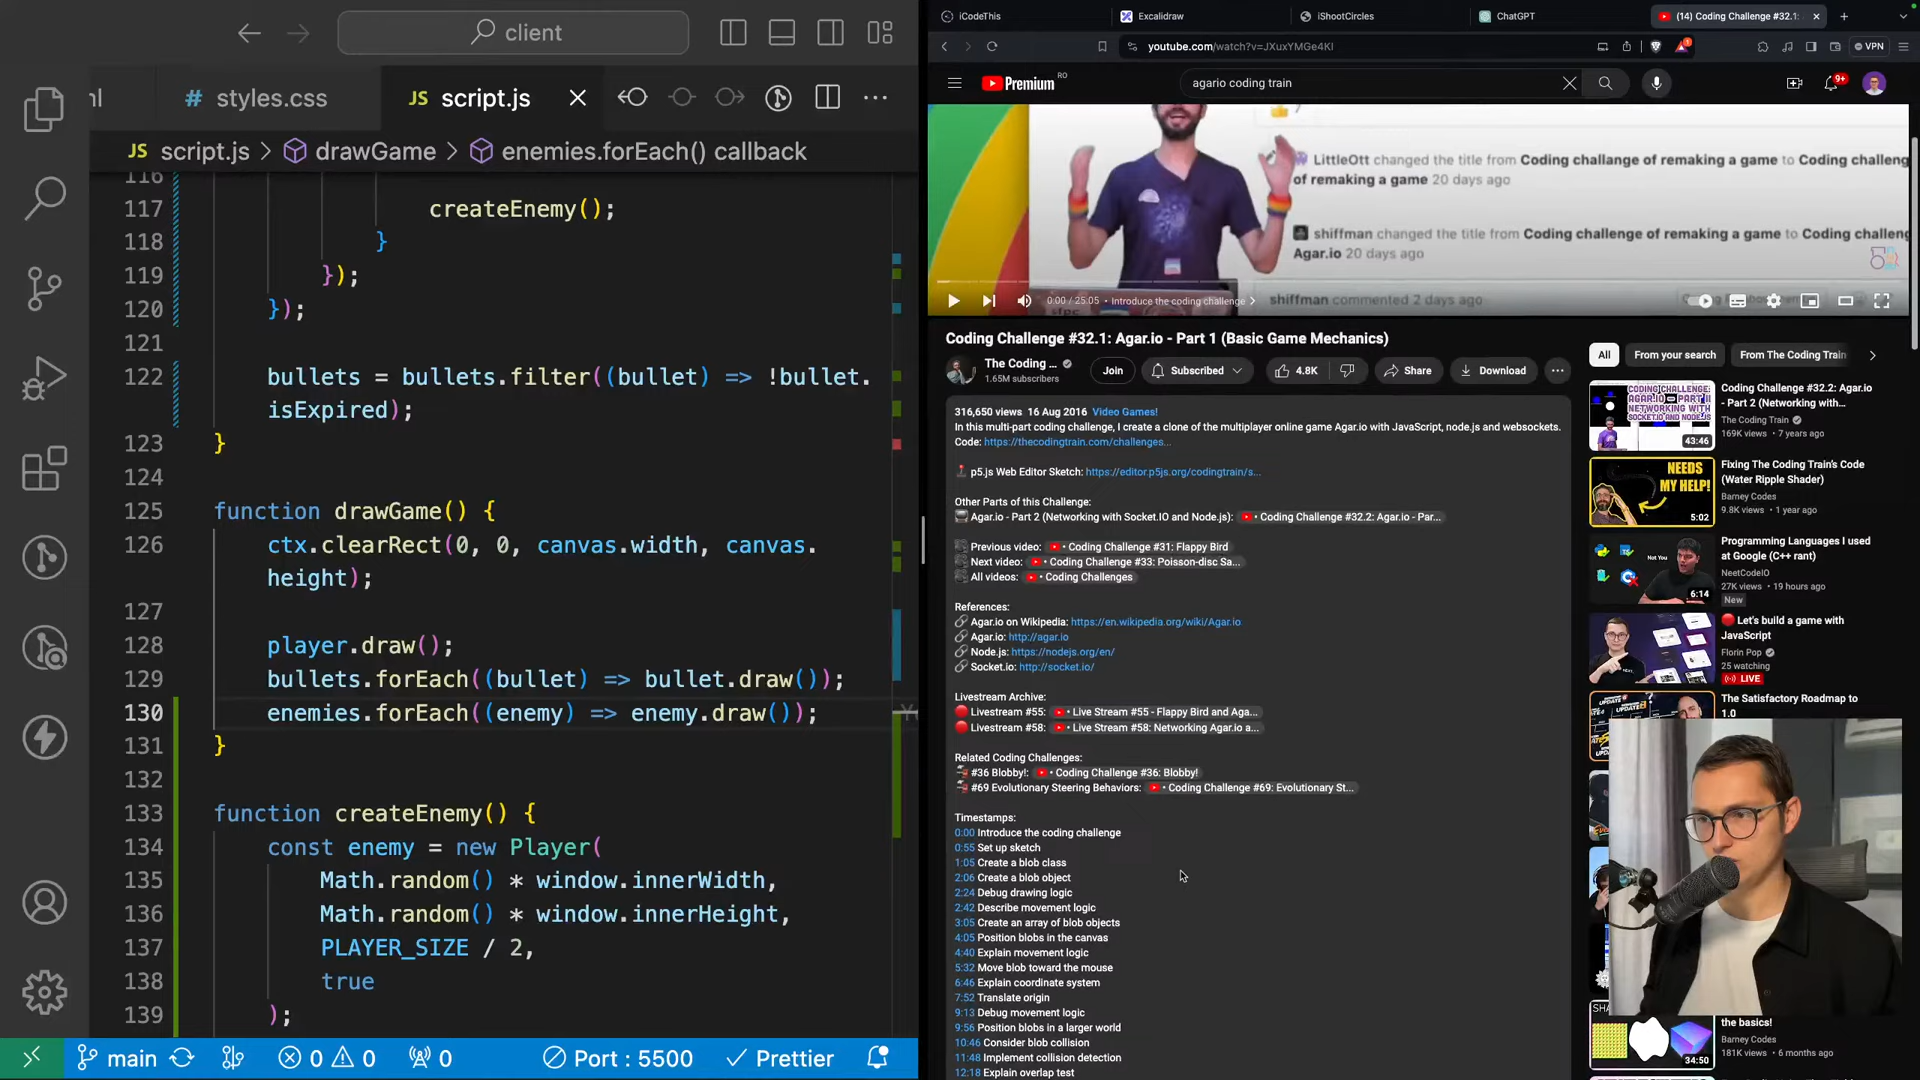 client
styles.css
JS script.js
JS script.js > drawGame > enemies.forEach() callback
116
117 createEnemy();
118 }
119 });
120 });
121
122 bullets = bullets.filter((bullet) => !bullet.
isExpired);
123 }
124
125 function drawGame() {
126 ctx.clearRect(0, 0, canvas.width, canvas.
height);
127
128 player.draw();
129 bullets.forEach((bullet) => bullet.draw());
130 enemies.forEach((enemy) => enemy.draw());
131 }
132
133 function createEnemy() {
134 const enemy = new Player(
135 Math.random() * window.innerWidth,
136 Math.random() * window.innerHeight,
137 PLAYER_SIZE / 2,
138 true
139 );
main 0 0 0 Port : 5500 Prettier
iCodeThis
Excalidraw
iShootCircles
ChatGPT
(14) Coding Challenge #32.1:
youtube.com/watch?v=JXuxYMGe4KI
VPN
Premium RO
agario coding train
9+
LittleOtt changed the title from Coding challange of remaking a game to Coding challeng
of remaking a game 20 days ago
shiffman changed the title from Coding challenge of remaking a game to Coding challeng
Agar.io 20 days ago
shiffman commented 2 days ago
0:00 / 25:05 • Introduce the coding challenge >
Coding Challenge #32.1: Agar.io - Part 1 (Basic Game Mechanics)
The Coding ...
1.65M subscribers
Join
Subscribed
4.8K
Share
Download
316,650 views 16 Aug 2016 Video Games!
In this multi-part coding challenge, I create a clone of the multiplayer online game Agar.io with JavaScript, node.js and websockets.
Code: https://thecodingtrain.com/challenges...
p5.js Web Editor Sketch: https://editor.p5js.org/codingtrain/s...
Other Parts of this Challenge:
Agar.io - Part 2 (Networking with Socket.IO and Node.js): • Coding Challenge #32.2: Agar.io - Par...
Previous video: • Coding Challenge #31: Flappy Bird
Next video: • Coding Challenge #33: Poisson-disc Sa...
All videos: • Coding Challenges
References:
Agar.io on Wikipedia: https://en.wikipedia.org/wiki/Agar.io
Agar.io: http://agar.io
Node.js: https://nodejs.org/en/
Socket.io: http://socket.io/
Livestream Archive:
Livestream #55: • Live Stream #55 - Flappy Bird and Aga...
Livestream #58: • Live Stream #58: Networking Agar.io a...
Related Coding Challenges:
#36 Blobby!: • Coding Challenge #36: Blobby!
#69 Evolutionary Steering Behaviors: • Coding Challenge #69: Evolutionary St...
Timestamps:
0:00 Introduce the coding challenge
0:55 Set up sketch
1:05 Create a blob class
2:06 Create a blob object
2:24 Debug drawing logic
2:42 Describe movement logic
3:05 Create an array of blob objects
4:05 Position blobs in the canvas
4:40 Explain movement logic
5:32 Move blob toward the mouse
6:46 Explain coordinate system
7:52 Translate origin
9:13 Debug movement logic
9:56 Position blobs in a larger world
10:46 Consider blob collision
11:48 Implement collision detection
12:18 Explain overlap test
All
From your search
From The Coding Train
CODING CHALLENGE:
AGAR.IO - PART II
NETWORKING WITH
SOCKET.IO AND NODE.JS
43:46
Coding Challenge #32.2: Agar.io
- Part 2 (Networking with...
The Coding Train
169K views • 7 years ago
NEEDS
MY HELP!
5:02
Fixing The Coding Train's Code
(Water Ripple Shader)
Barney Codes
9.8K views • 1 year ago
Not You
6:14
Programming Languages I used
at Google (C++ rant)
NeetCodeIO
27K views • 19 hours ago
New
Let's build a game with
JavaScript
Florin Pop
25 watching
LIVE
The Satisfactory Roadmap to
1.0
the basics!
Barney Codes
181K views • 6 months ago
34:50